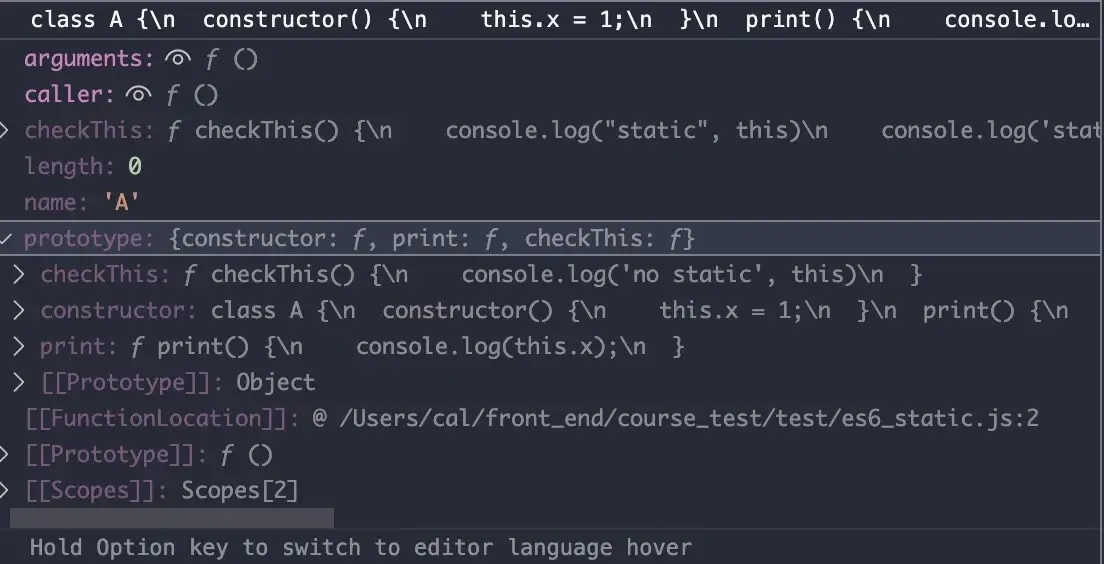 class A {\n  constructor() {\n    this.x = 1;\n  }\n  print() {\n    console.lo…
arguments: f ()
caller: f ()
> checkThis: f checkThis() {\n    console.log("static", this)\n    console.log('stat
length: 0
name: 'A'
prototype: {constructor: f, print: f, checkThis: f}
> checkThis: f checkThis() {\n    console.log('no static', this)\n  }
> constructor: class A {\n  constructor() {\n    this.x = 1;\n  }\n  print() {\n
> print: f print() {\n    console.log(this.x);\n  }
> [[Prototype]]: Object
[[FunctionLocation]]: @ /Users/cal/front_end/course_test/test/es6_static.js:2
> [[Prototype]]: f ()
> [[Scopes]]: Scopes[2]
Hold Option key to switch to editor language hover